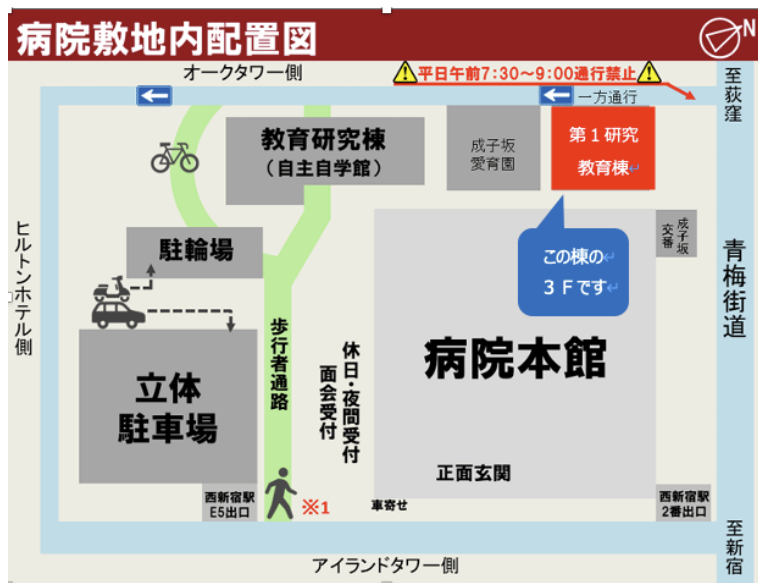 病院敷地内配置図
N
オークタワー側
平日午前7:30～9:00通行禁止
一方通行
至荻窪
教育研究棟
（自主自学館）
成子坂
愛育園
第１研究
教育棟
成子坂
交番
この棟の
３Ｆです
ヒルトンホテル側
駐輪場
青梅街道
病院本館
歩行者通路
休日・夜間受付
面会受付
立体
駐車場
正面玄関
西新宿駅
E5出口
※1
車寄せ
西新宿駅
2番出口
至新宿
アイランドタワー側